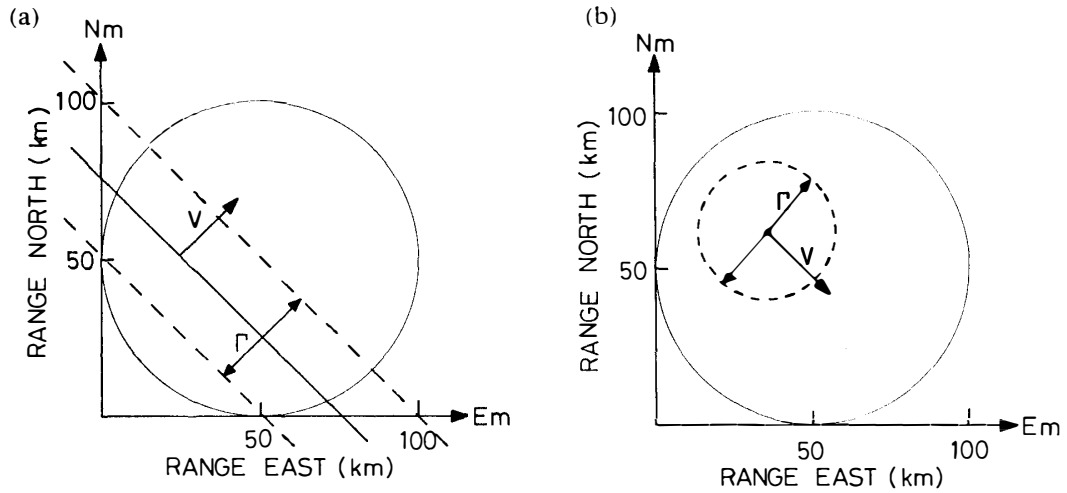 (a)
Nm
RANGE NORTH (km)
100
50
V
Γ
50
100
Em
RANGE EAST (km)
(b)
Nm
RANGE NORTH (km)
100
50
Γ
V
50
100
Em
RANGE EAST (km)